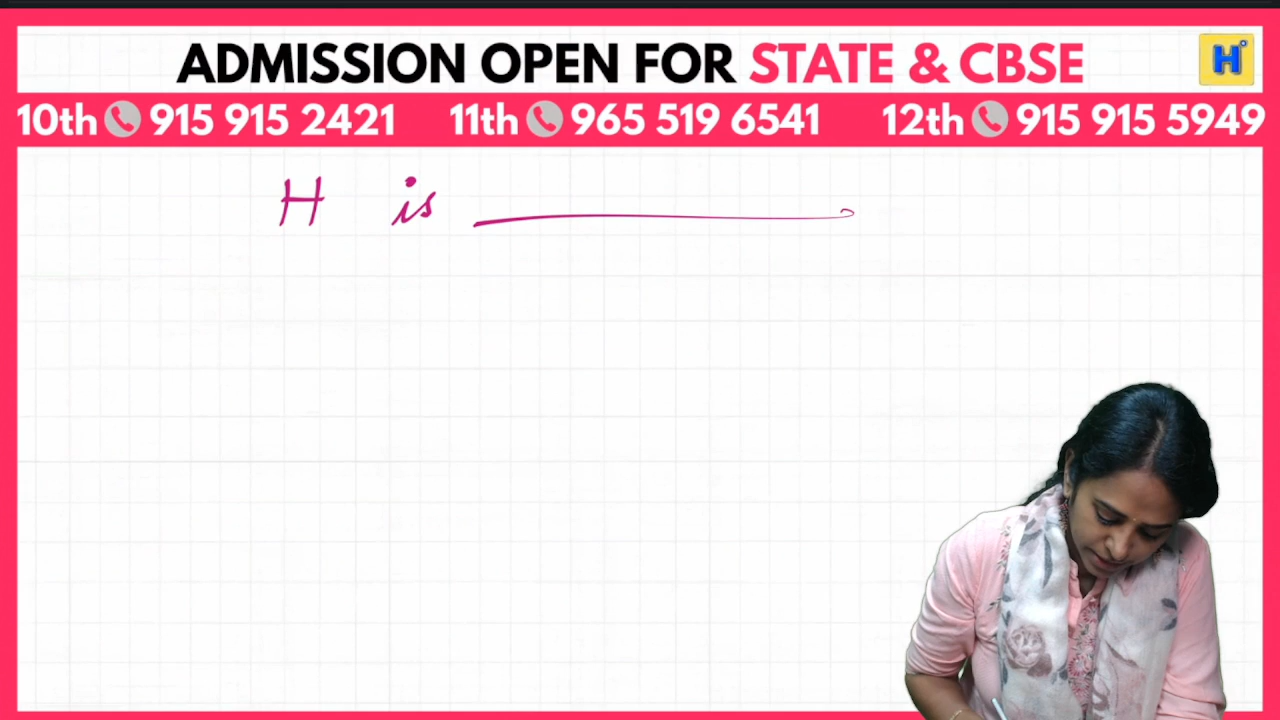 ADMISSION OPEN FOR STATE & CBSE
H
10th 915 915 2421 11th 965 519 6541 12th 915 915 5949
H is